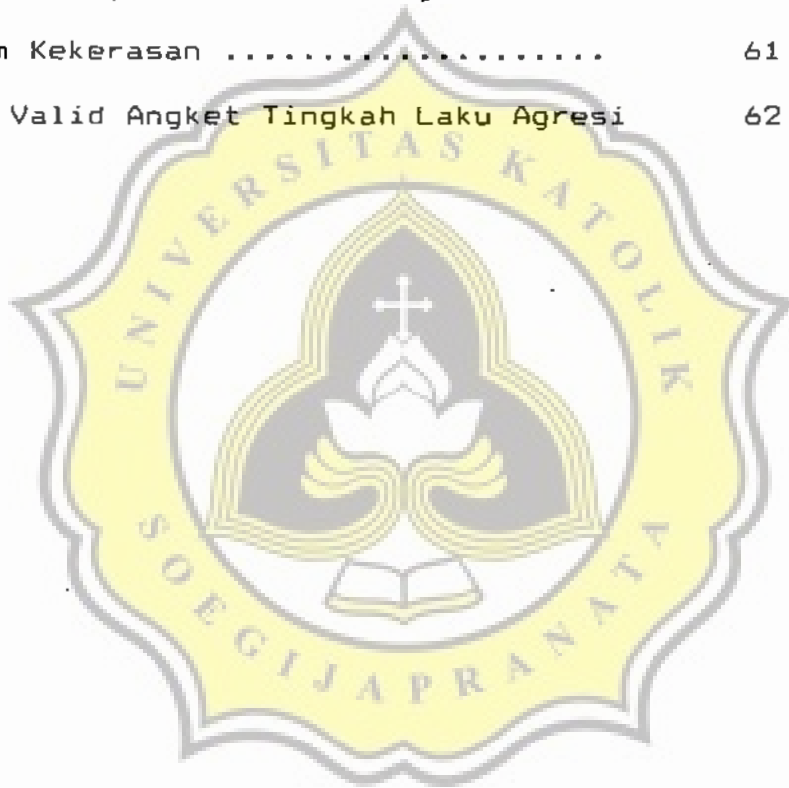 Kekerasan ..................... 61
Valid Angket Tingkah Laku Agresi 62
UNIVERSITAS KATOLIK
SOEGIJAPRANATA